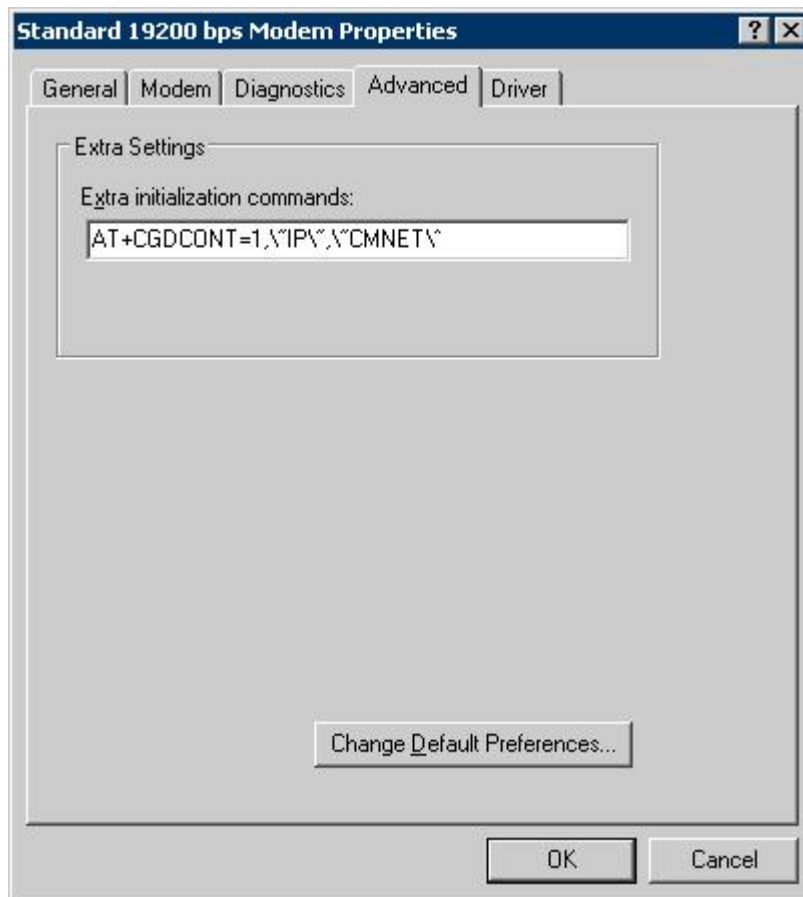 Standard 19200 bps Modem Properties
General Modem Diagnostics Advanced Driver
Extra Settings
Extra initialization commands:
AT+CGDCONT=1,\"IP\",\"CMNET\"
Change Default Preferences...
OK Cancel